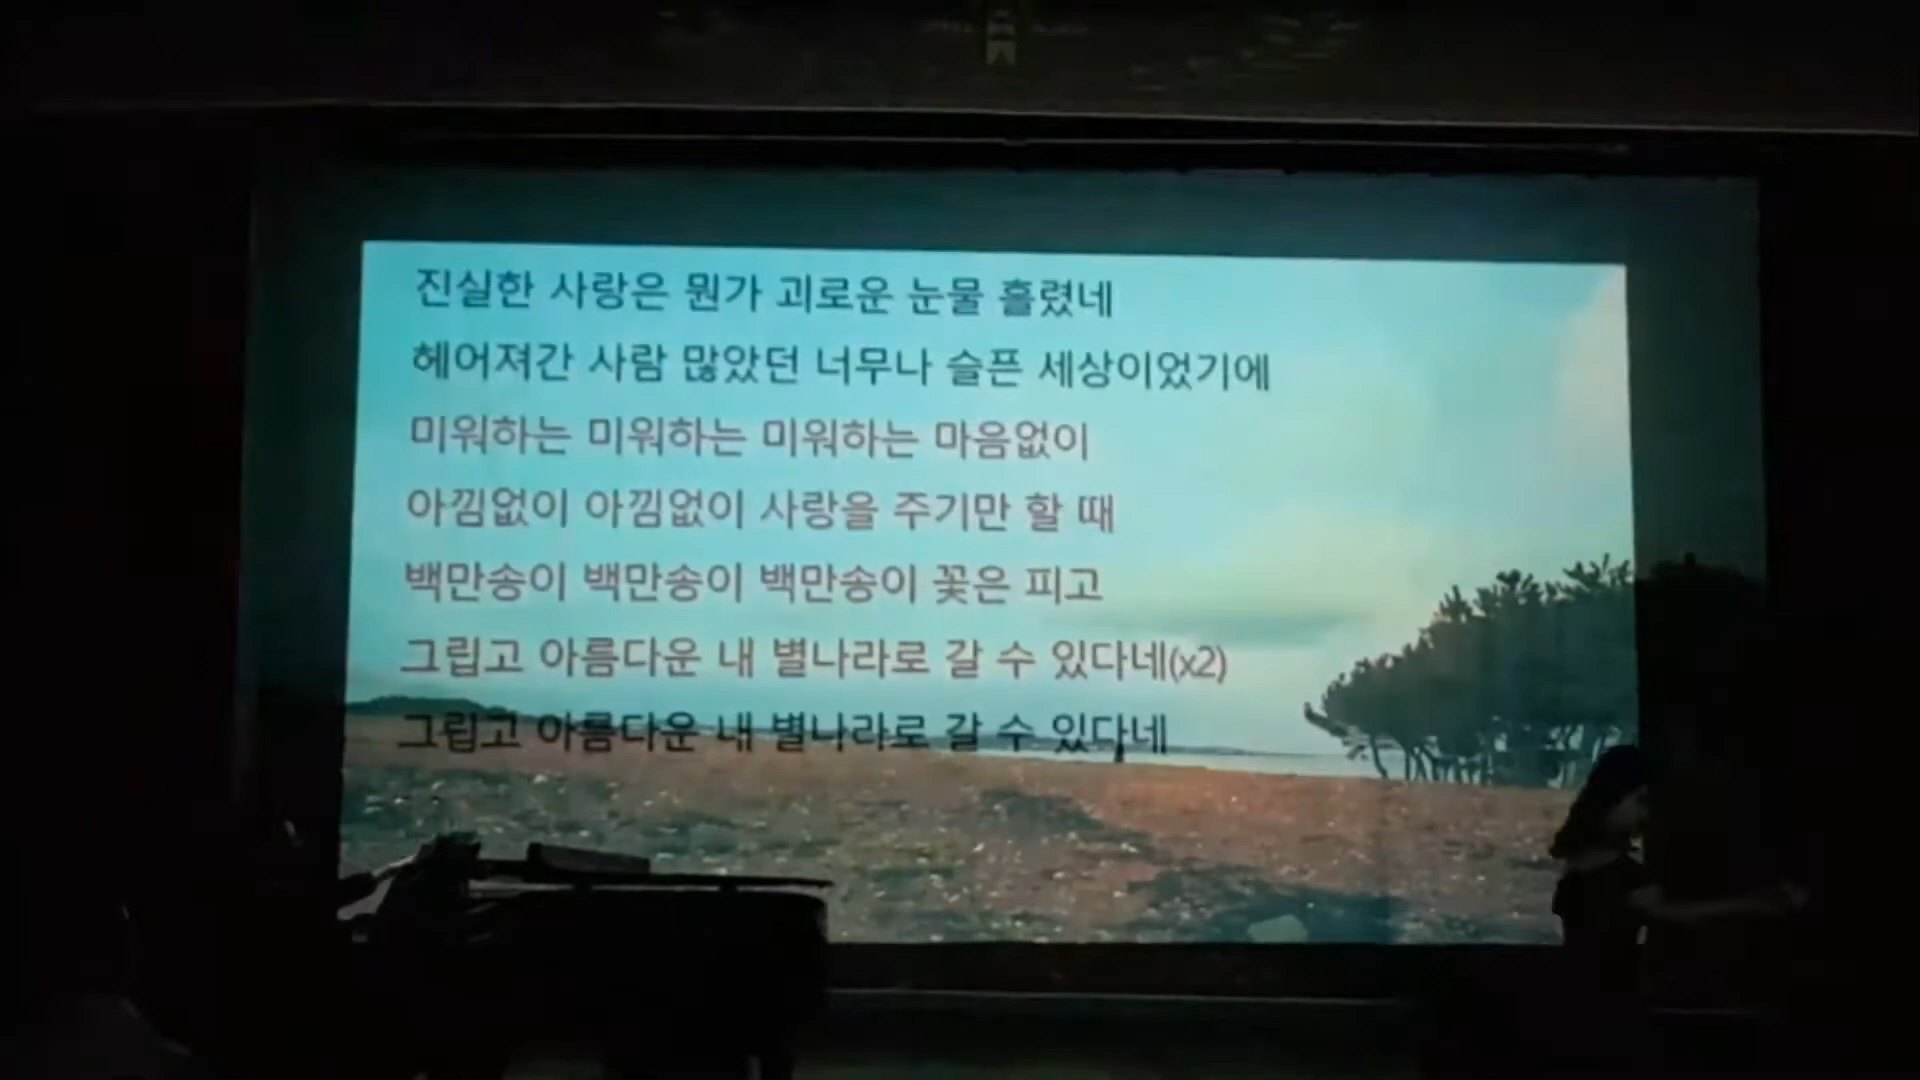 진실한 사랑은 뭔가 괴로운 눈물 흘렸네
헤어져간 사람 많았던 너무나 슬픈 세상이었기에
미워하는 미워하는 미워하는 마음없이
아낌없이 아낌없이 사랑을 주기만 할 때
백만송이 백만송이 백만송이 꽃은 피고
그립고 아름다운 내 별나라로 갈 수 있다네(x2)
그립고 아름다운 내 별나라로 갈 수 있다네